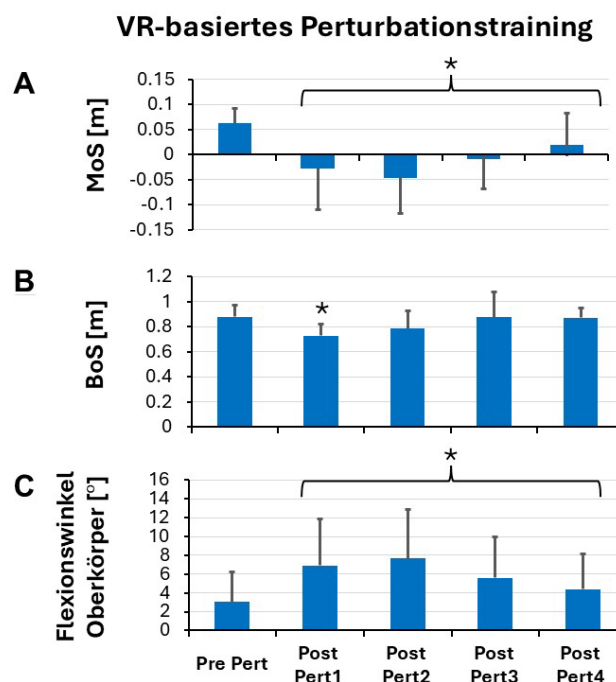 VR-basiertes Perturbationstraining
A
MoS [m]
0.15
0.1
0.05
0
-0.05
-0.1
-0.15
*
B
BoS [m]
1.2
1
0.8
0.6
0.4
0.2
0
*
C
Flexionswinkel
Oberkörper [°]
16
14
12
10
8
6
4
2
0
*
Pre Pert
Post
Pert1
Post
Pert2
Post
Pert3
Post
Pert4